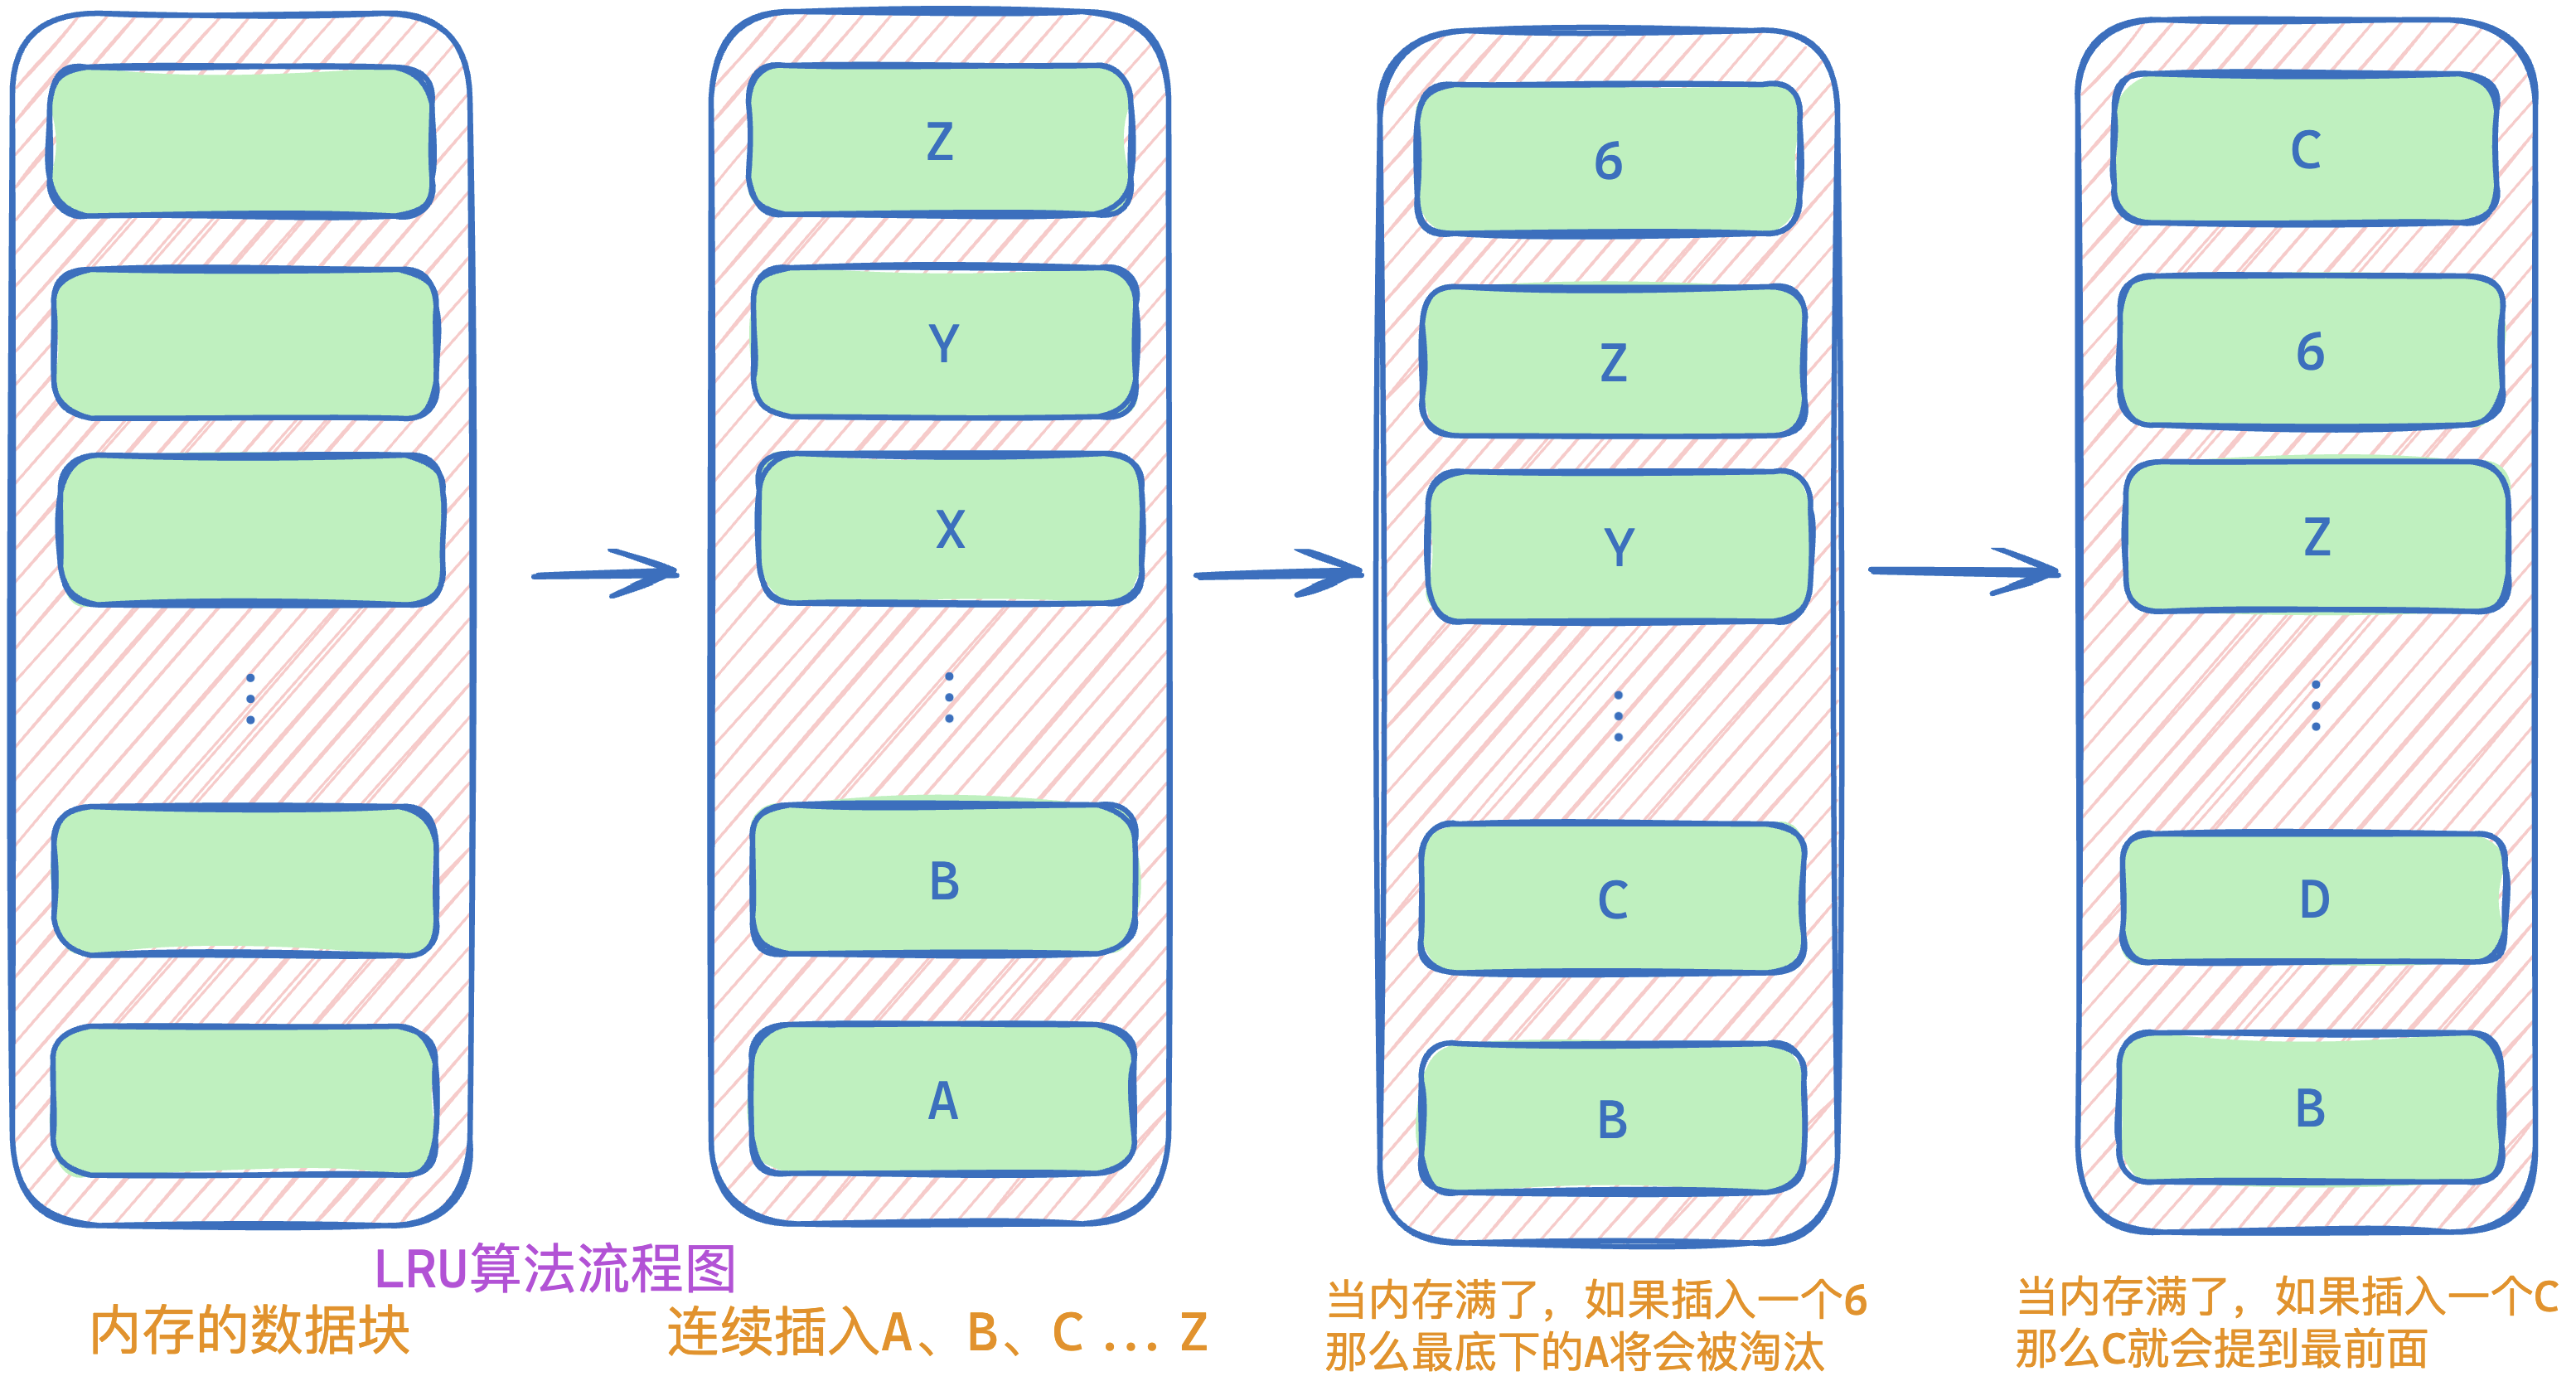 Z
Y
X
⋮
B
A
6
Z
Y
⋮
C
B
C
6
Z
⋮
D
B
LRU算法流程图
内存的数据块
连续插入A、B、C ... Z
当内存满了，如果插入一个6
那么最底下的A将会被淘汰
当内存满了，如果插入一个C
那么C就会提到最前面